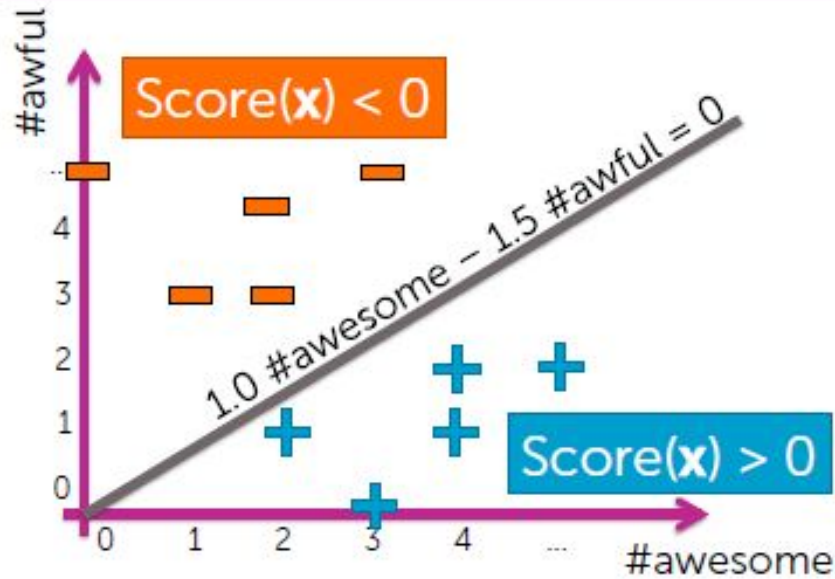 #awful
Score(x) < 0
1.0 #awesome – 1.5 #awful = 0
...
4
3
2
1
0
Score(x) > 0
0 1 2 3 4 ...
#awesome